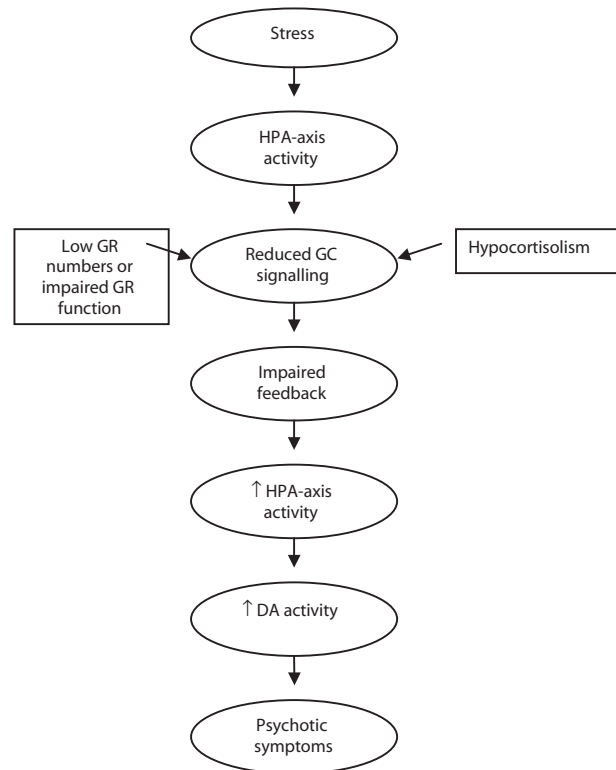 Stress
HPA-axis
activity
Low GR
numbers or
impaired GR
function
Reduced GC
signalling
Hypocortisolism
Impaired
feedback
↑ HPA-axis
activity
↑ DA activity
Psychotic
symptoms